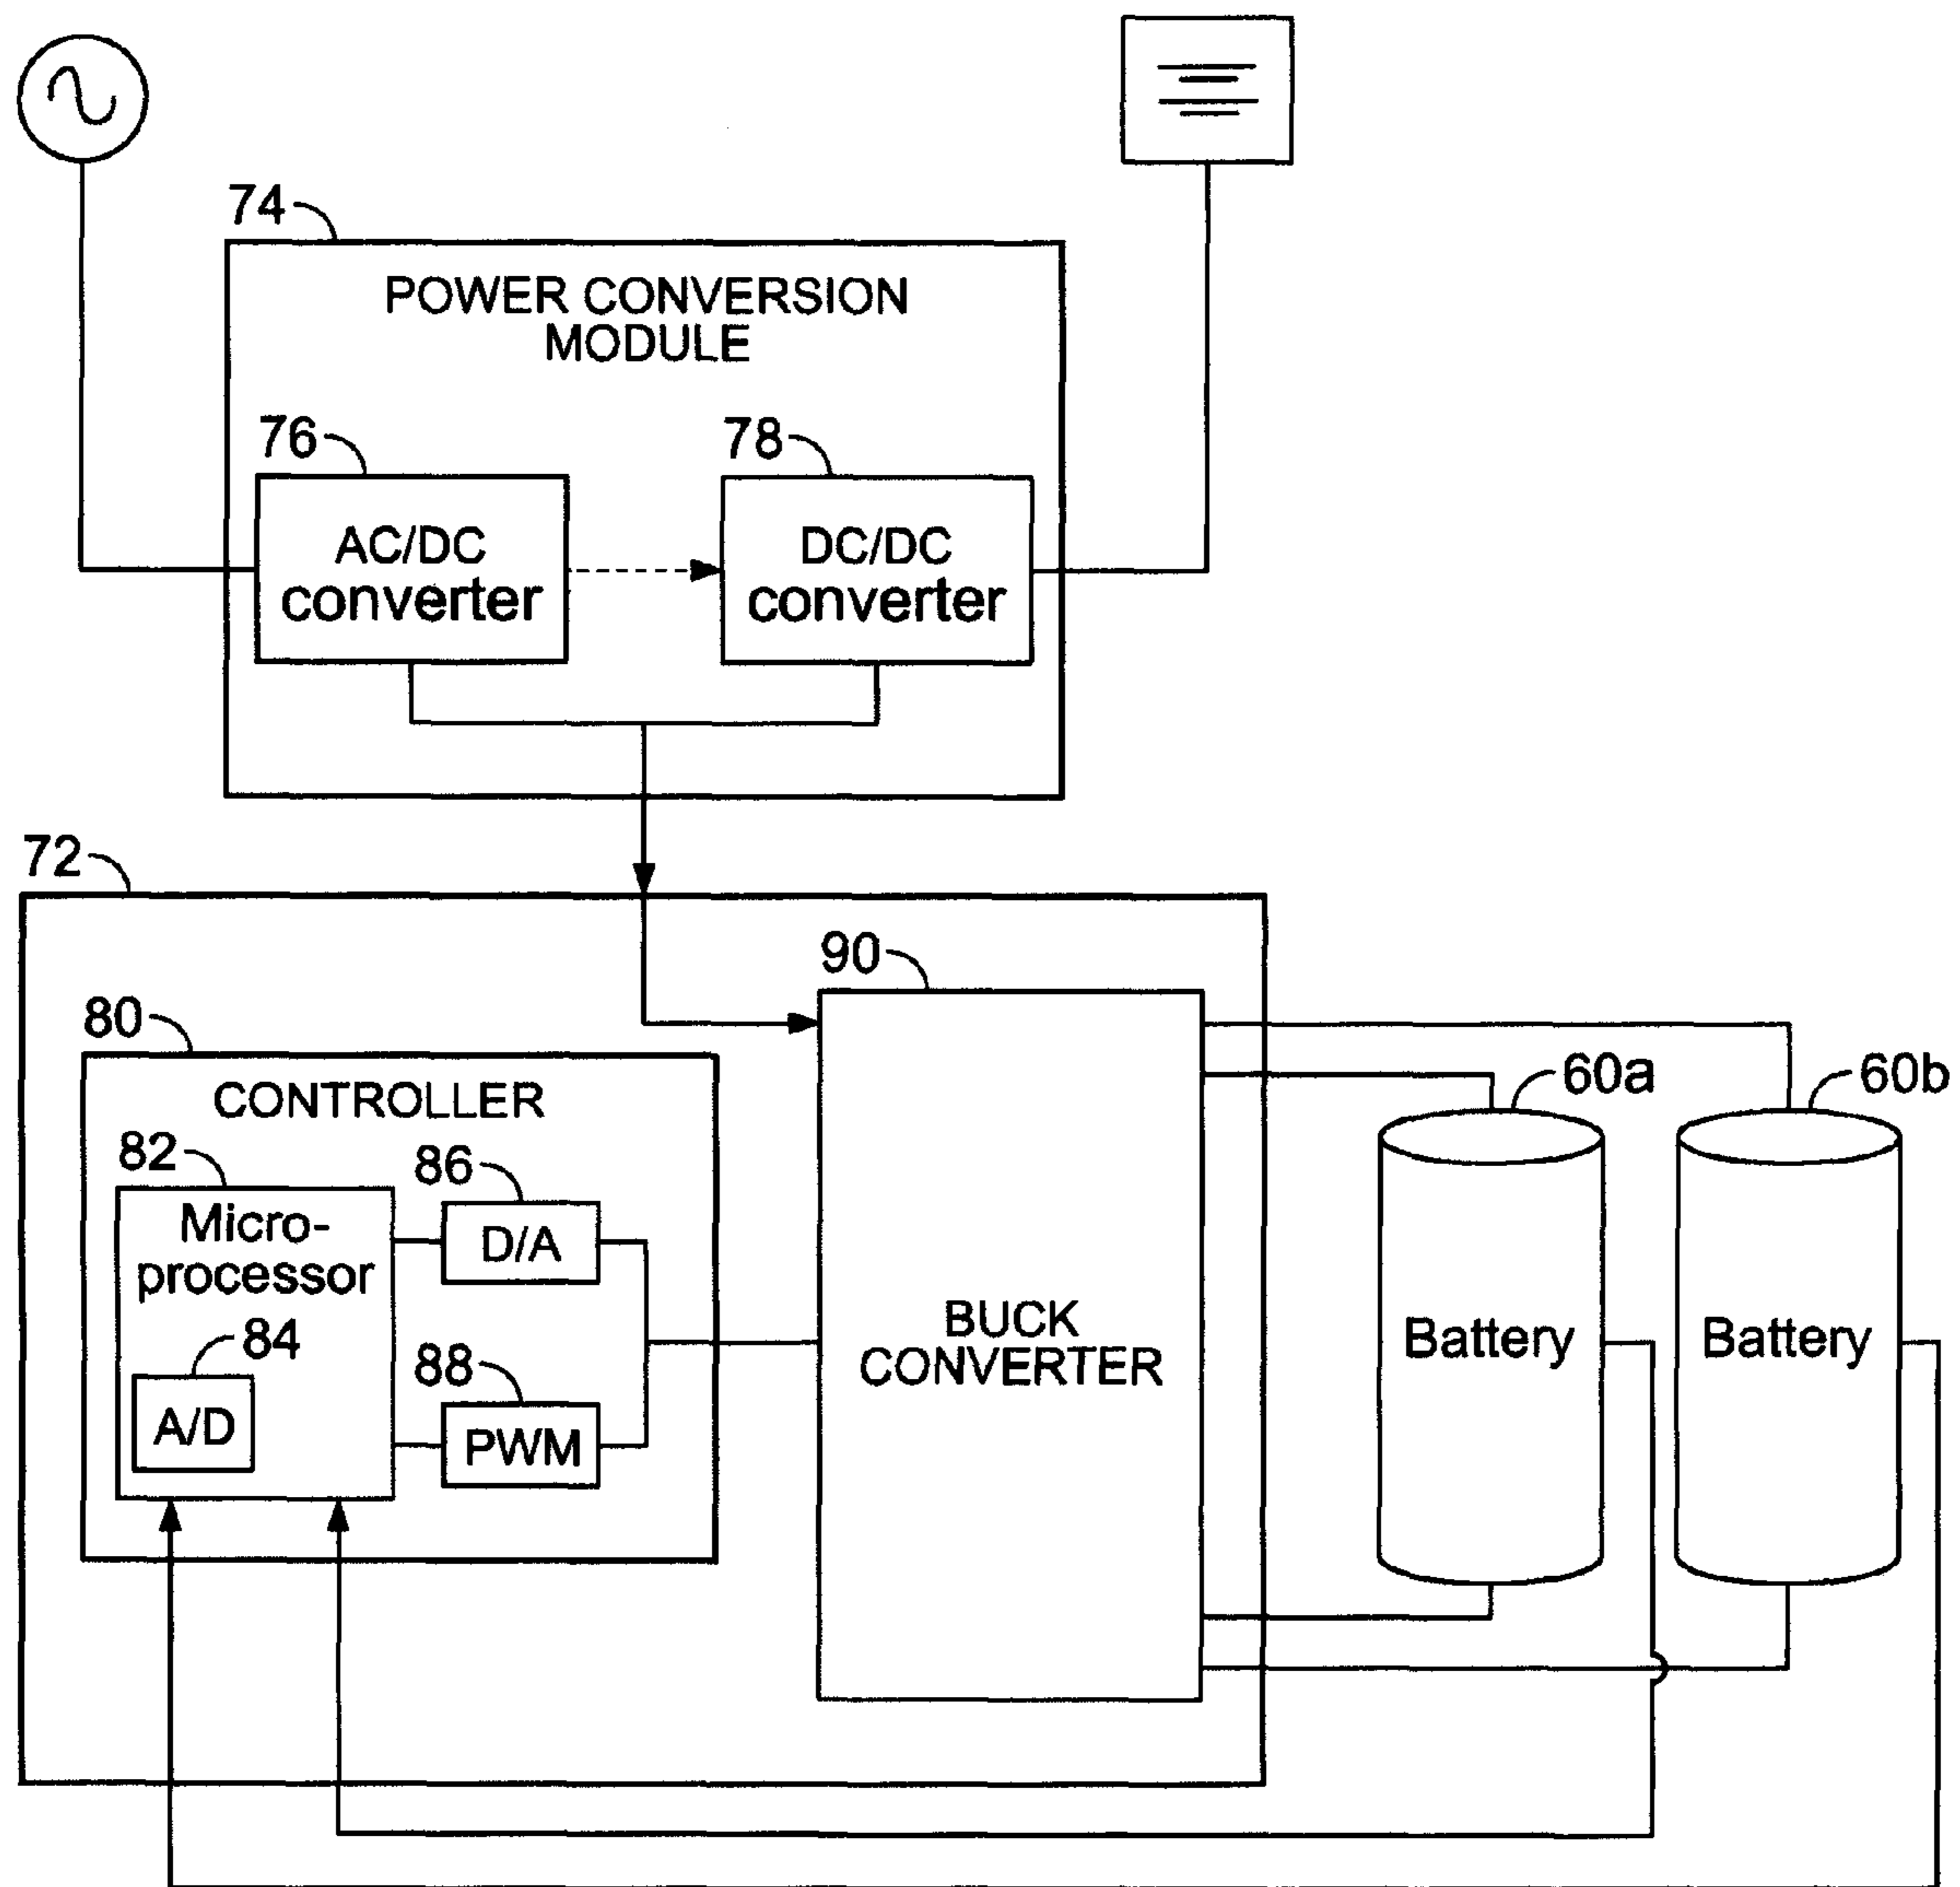 74
POWER CONVERSION
MODULE
76
78
AC/DC
converter
DC/DC
converter
72
90
80
60a
60b
CONTROLLER
82
86
Micro-
processor
D/A
84
A/D
88
PWM
BUCK
CONVERTER
Battery
Battery